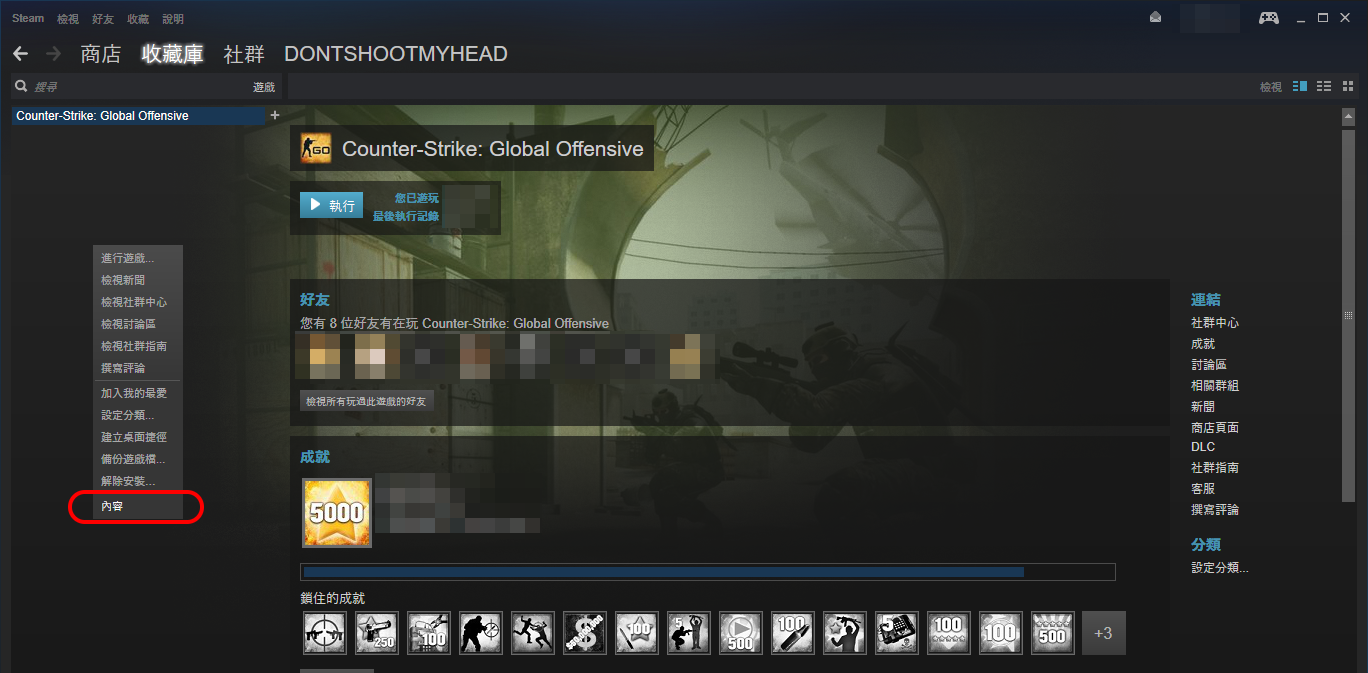 Steam 檢視 好友 收藏 說明
商店 收藏庫 社群 DONTSHOOTMYHEAD
搜尋 遊戲 檢視
Counter-Strike: Global Offensive +
GO Counter-Strike: Global Offensive
執行 您已遊玩
最後執行記錄
進行遊戲...
檢視新聞
檢視社群中心
檢視討論區
檢視社群指南
撰寫評論
加入我的最愛
設定分類...
建立桌面捷徑
備份遊戲檔...
解除安裝...
內容
好友
您有 8 位好友有在玩 Counter-Strike: Global Offensive
檢視所有玩過此遊戲的好友
成就
5000
鎖住的成就
250 100 $ 100 5 500 100 5 100 100 500 +3
連結
社群中心
成就
討論區
相關群組
新聞
商店頁面
DLC
社群指南
客服
撰寫評論
分類
設定分類...